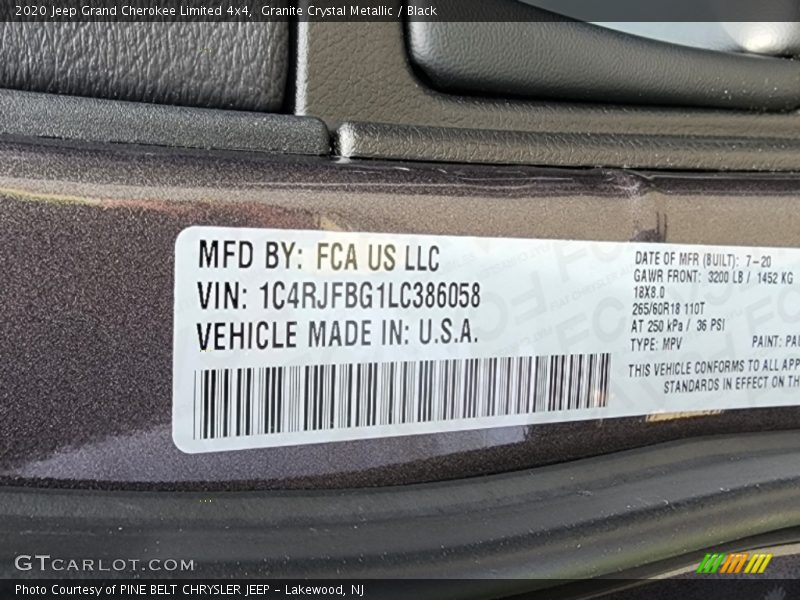 2020 Jeep Grand Cherokee Limited 4x4, Granite Crystal Metallic / Black
MFD BY: FCA US LLC
VIN: 1C4RJFBG1LC386058
VEHICLE MADE IN: U.S.A.
DATE OF MFR (BUILT): 7-20
GAWR FRONT: 3200 LB / 1452 KG
18X8.0
265/60R18 110T
AT 250 kPa / 36 PSI
TYPE: MPV PAINT: PAU
THIS VEHICLE CONFORMS TO ALL APP
STANDARDS IN EFFECT ON TH
GTCARLOT.COM
Photo Courtesy of PINE BELT CHRYSLER JEEP - Lakewood, NJ